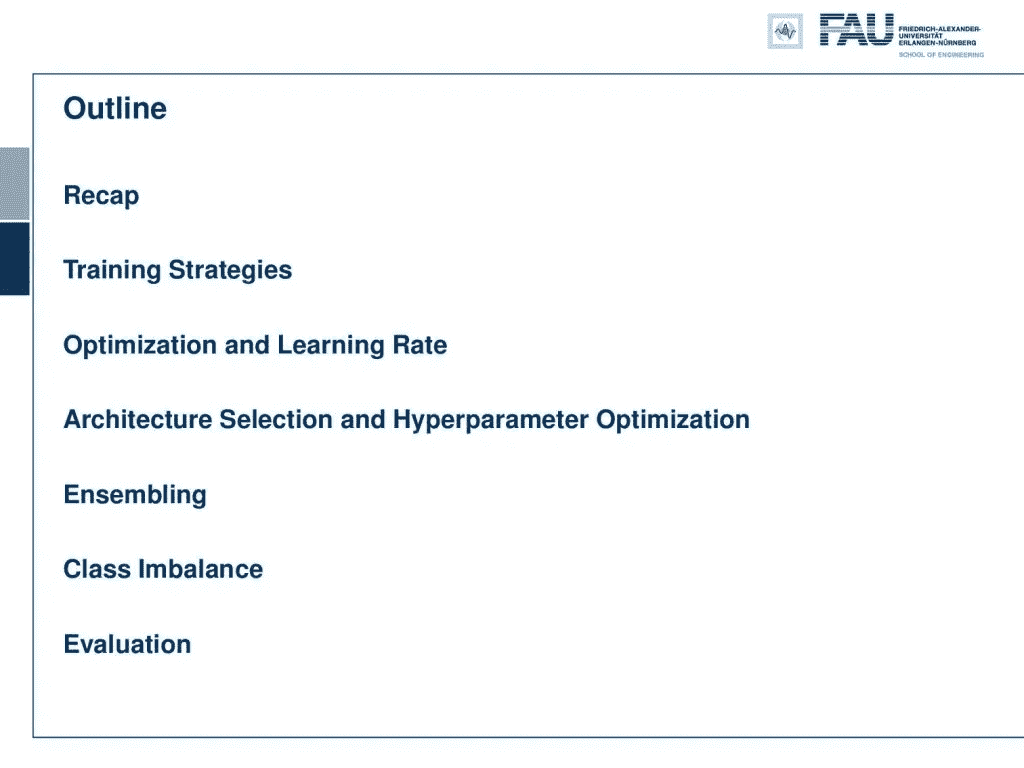 FAU
FRIEDRICH-ALEXANDER-
UNIVERSITÄT
ERLANGEN-NÜRNBERG
SCHOOL OF ENGINEERING
Outline
Recap
Training Strategies
Optimization and Learning Rate
Architecture Selection and Hyperparameter Optimization
Ensembling
Class Imbalance
Evaluation